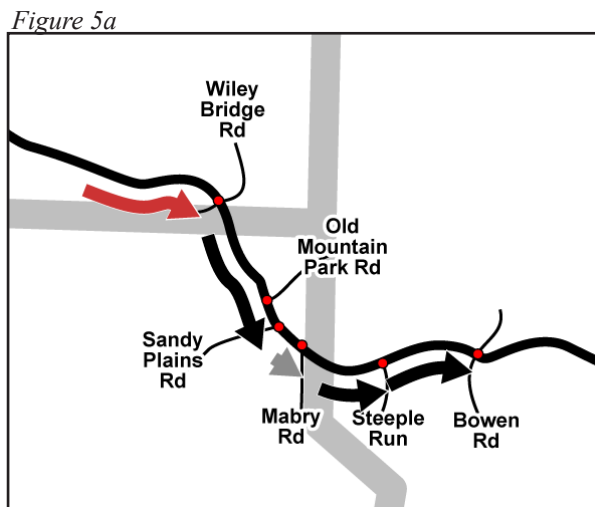 Figure 5a
Wiley
Bridge
Rd
Old
Mountain
Park Rd
Sandy
Plains
Rd
Mabry
Rd
Steeple
Run
Bowen
Rd